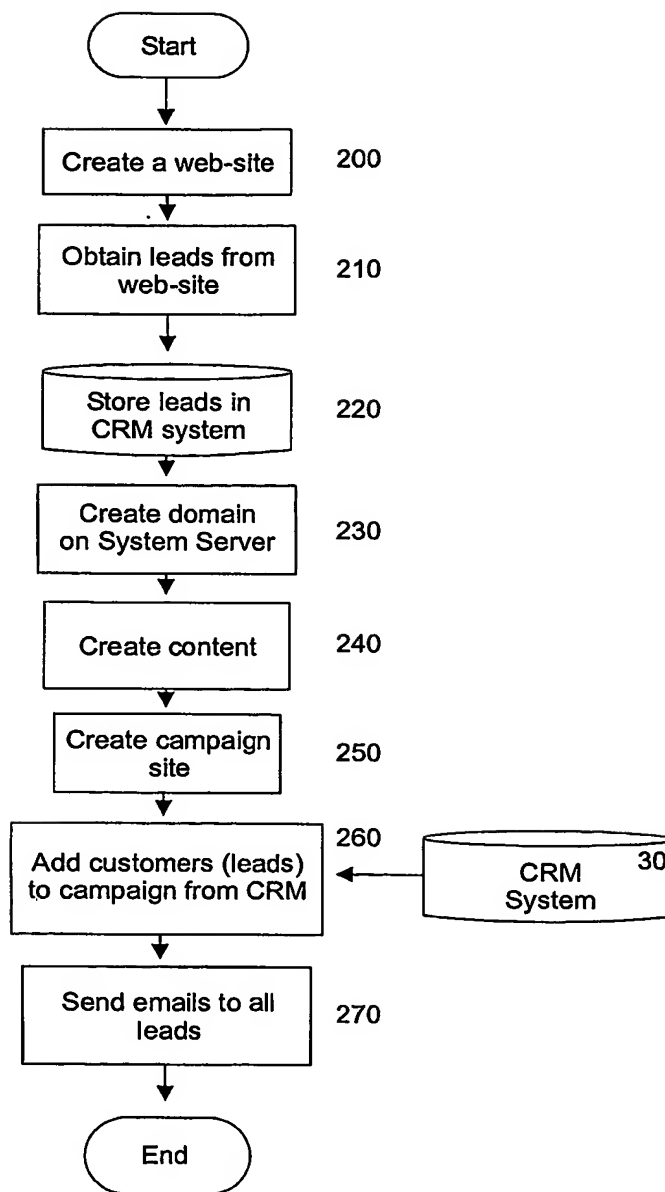 Start
Create a web-site
200
Obtain leads from
web-site
210
Store leads in
CRM system
220
Create domain
on System Server
230
Create content
240
Create campaign
site
250
260
Add customers (leads)
to campaign from CRM
CRM
System
30
Send emails to all
leads
270
End